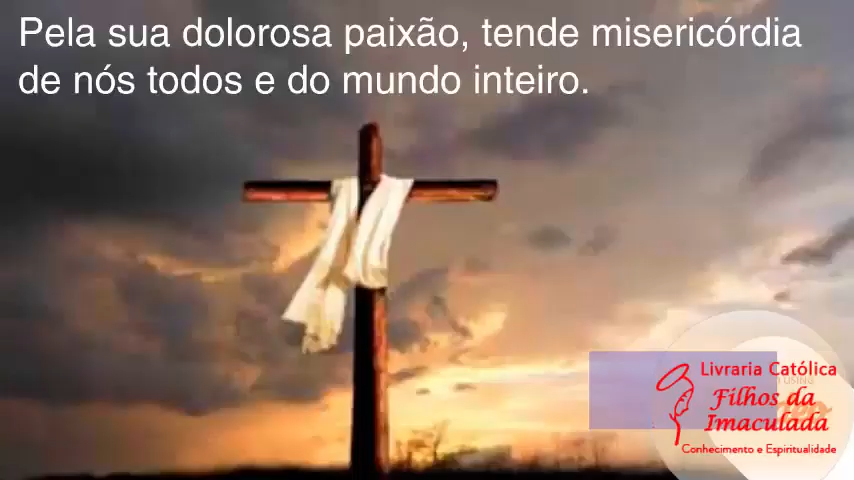 Pela sua dolorosa paixão, tende misericórdia
de nós todos e do mundo inteiro.
Livraria Católica
Filhos da
Imaculada
Conhecimento e Espiritualidade